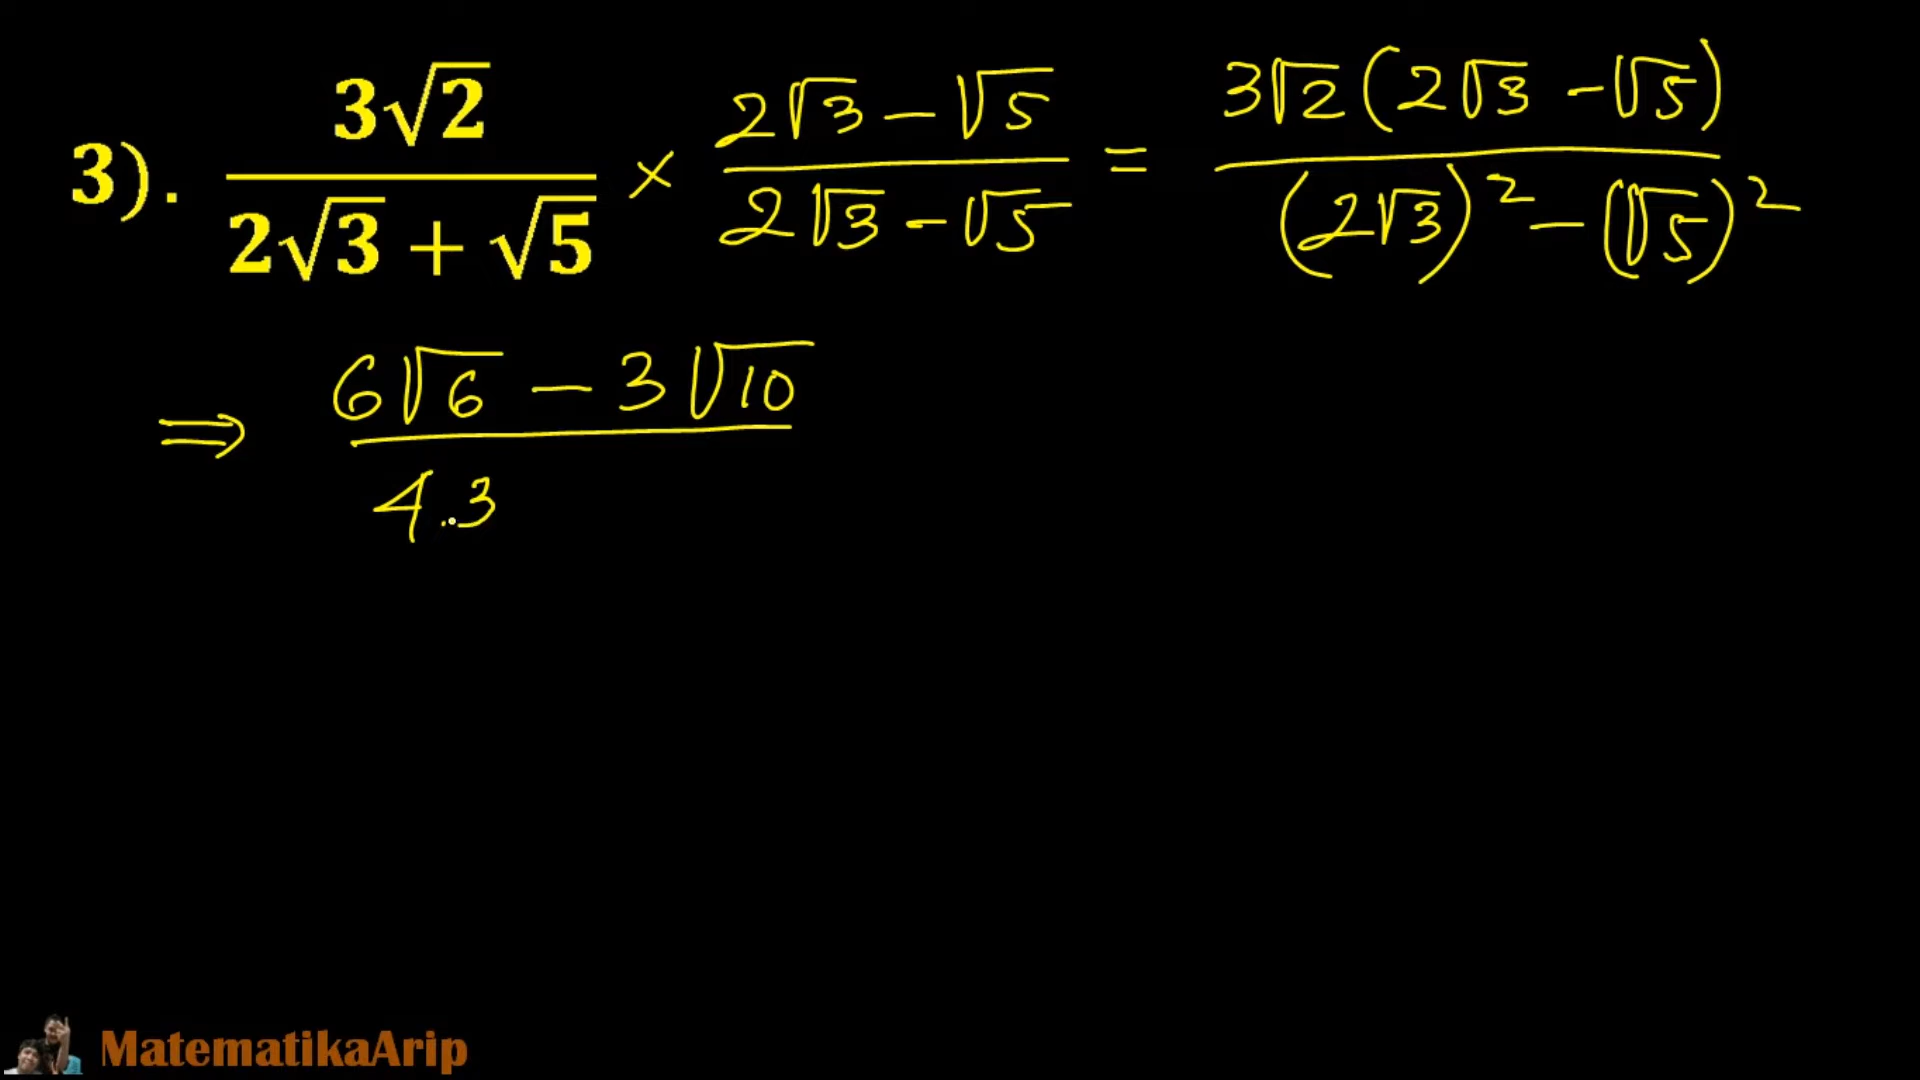 3). 3√2 / 2√3 + √5 × 2√3 − √5 / 2√3 − √5 = 3√2(2√3 − √5) / (2√3)² − (√5)²
⇒ 6√6 − 3√10 / 4.3
MatematikaArip